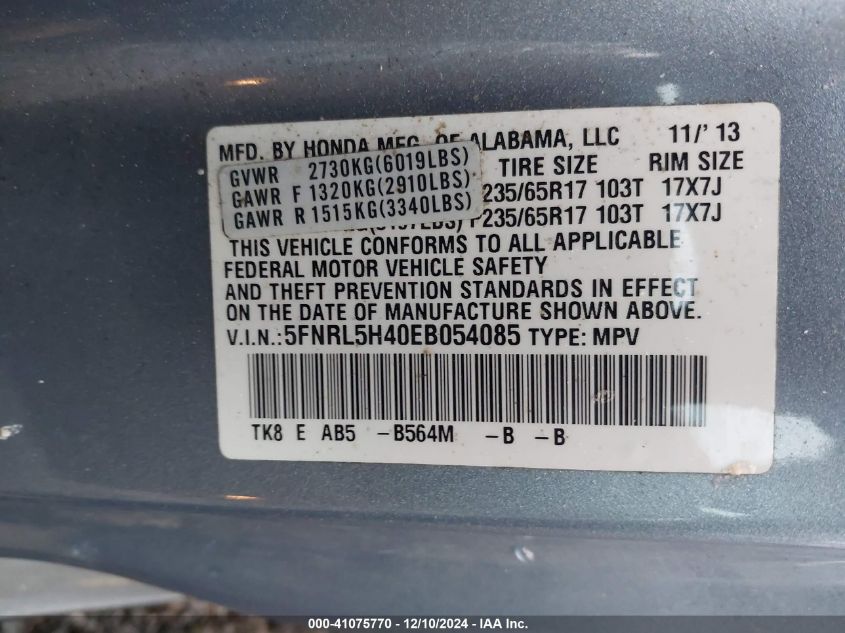 MFD. BY HONDA MFG. OF ALABAMA, LLC 11/' 13
GVWR 2730KG(6019LBS) TIRE SIZE RIM SIZE
GAWR F 1320KG(2910LBS) P235/65R17 103T 17X7J
GAWR R 1515KG(3340LBS) P235/65R17 103T 17X7J
THIS VEHICLE CONFORMS TO ALL APPLICABLE
FEDERAL MOTOR VEHICLE SAFETY
AND THEFT PREVENTION STANDARDS IN EFFECT
ON THE DATE OF MANUFACTURE SHOWN ABOVE.
V.I.N.:5FNRL5H40EB054085 TYPE: MPV
TK8 E AB5 -B564M -B -B
000-41075770 - 12/10/2024 - IAA Inc.